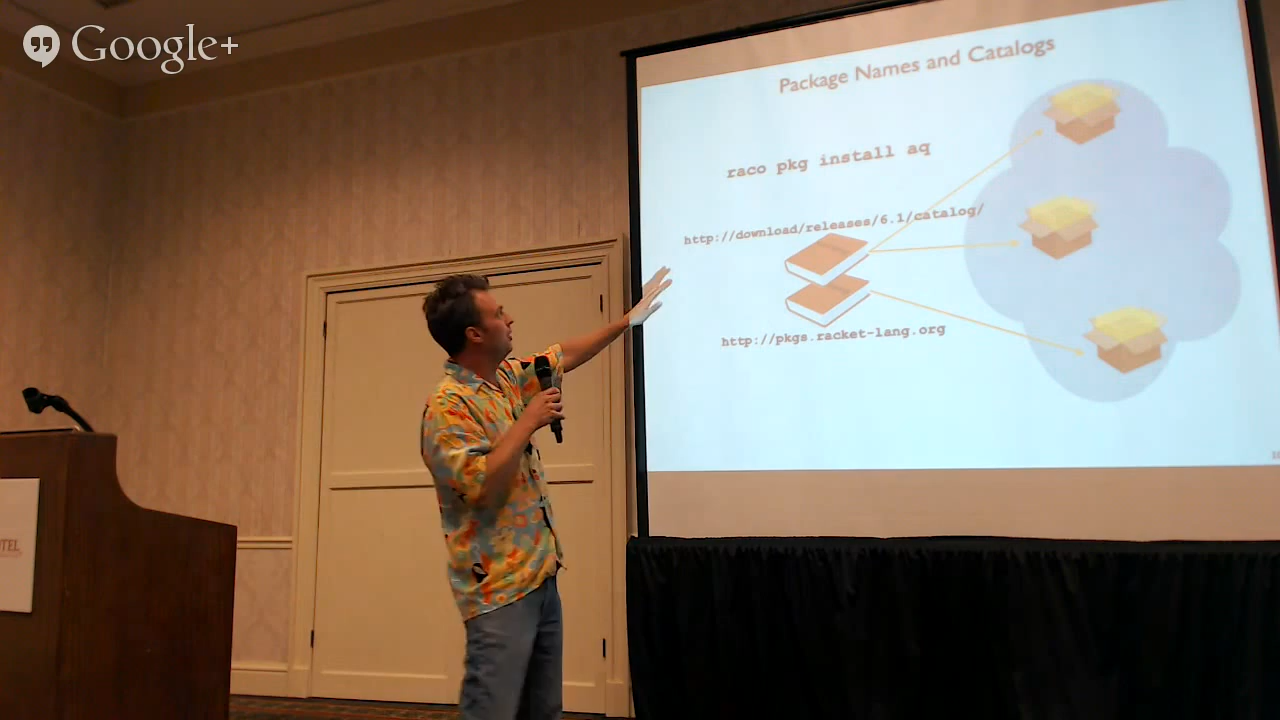 Google+
Package Names and Catalogs
raco pkg install aq
http://download/releases/6.1/catalog/
http://pkgs.racket-lang.org